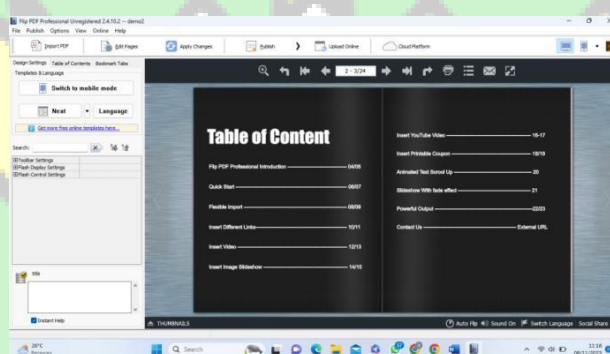 Flip PDF Professional Unregistered 2.4.10.2 -- demo2
File Publish Options View Online Help
Import PDF
Edit Pages
Apply Changes
Publish
Upload Online
Cloud Platform
Design Settings Table of Contents Bookmark Tabs
Templates & Language
Switch to mobile mode
Neat
Language
Get more free online templates here...
Search:
Toolbar Settings
Flash Display Settings
Flash Control Settings
title
Instant Help
2 - 3/24
Table of Content
Flip PDF Professional Introduction 04/05
Quick Start 06/07
Flexible Import 08/09
Insert Different Links 10/11
Insert Video 12/13
Insert Image Slideshow 14/15
Insert YouTube Video 16-17
Insert Printable Coupon 18/19
Animated Text Scrool Up 20
Slideshow With fade effect 21
Powerful Output 22/23
Contact Us External URL
THUMBNAILS
Auto Flip Sound On Switch Language Social Share
26°C
Berawan
Search
11:16